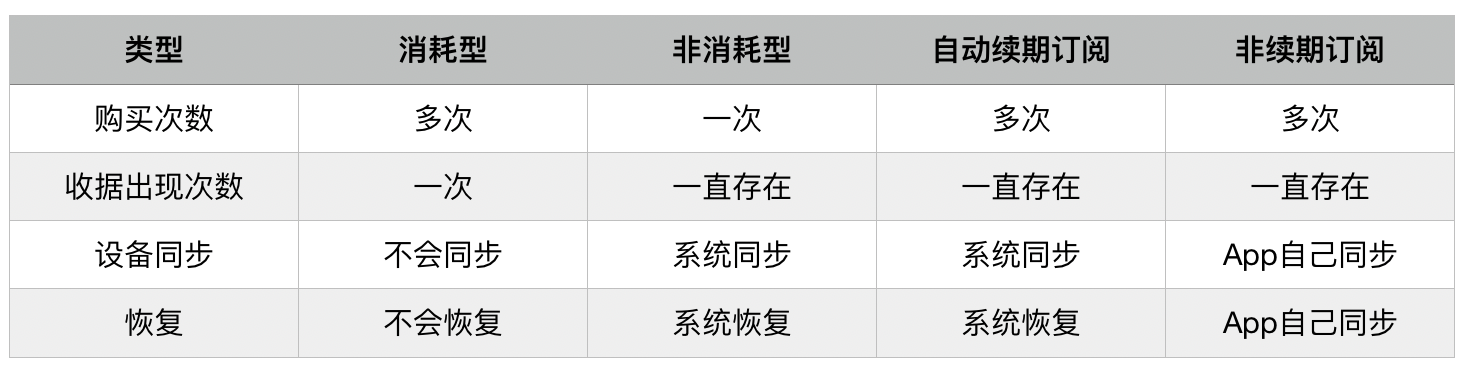 类型 消耗型 非消耗型 自动续期订阅 非续期订阅
购买次数 多次 一次 多次 多次
收据出现次数 一次 一直存在 一直存在 一直存在
设备同步 不会同步 系统同步 系统同步 App自己同步
恢复 不会恢复 系统恢复 系统恢复 App自己同步